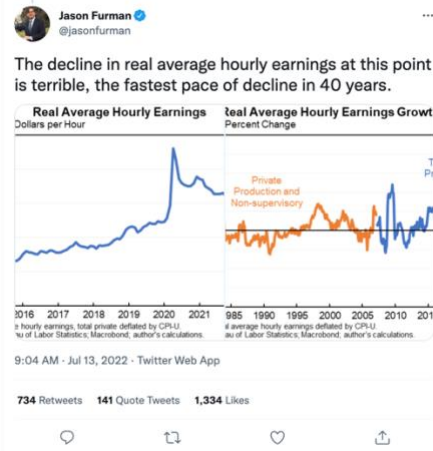 Jason Furman
@jasonfurman
The decline in real average hourly earnings at this point
is terrible, the fastest pace of decline in 40 years.
Real Average Hourly Earnings
Dollars per Hour
2016 2017 2018 2019 2020 2021
e hourly earnings, total private deflated by CPI-U
au of Labor Statistics; Macrobond; author's calculations.
Real Average Hourly Earnings Growt
Percent Change
T
Pr
Private
Production and
Non-supervisory
985 1990 1995 2000 2005 2010 201
al average hourly earnings deflated by CPI-U.
au of Labor Statistics; Macrobond; author's calculations
9:04 AM · Jul 13, 2022 · Twitter Web App
734 Retweets 141 Quote Tweets 1,334 Likes